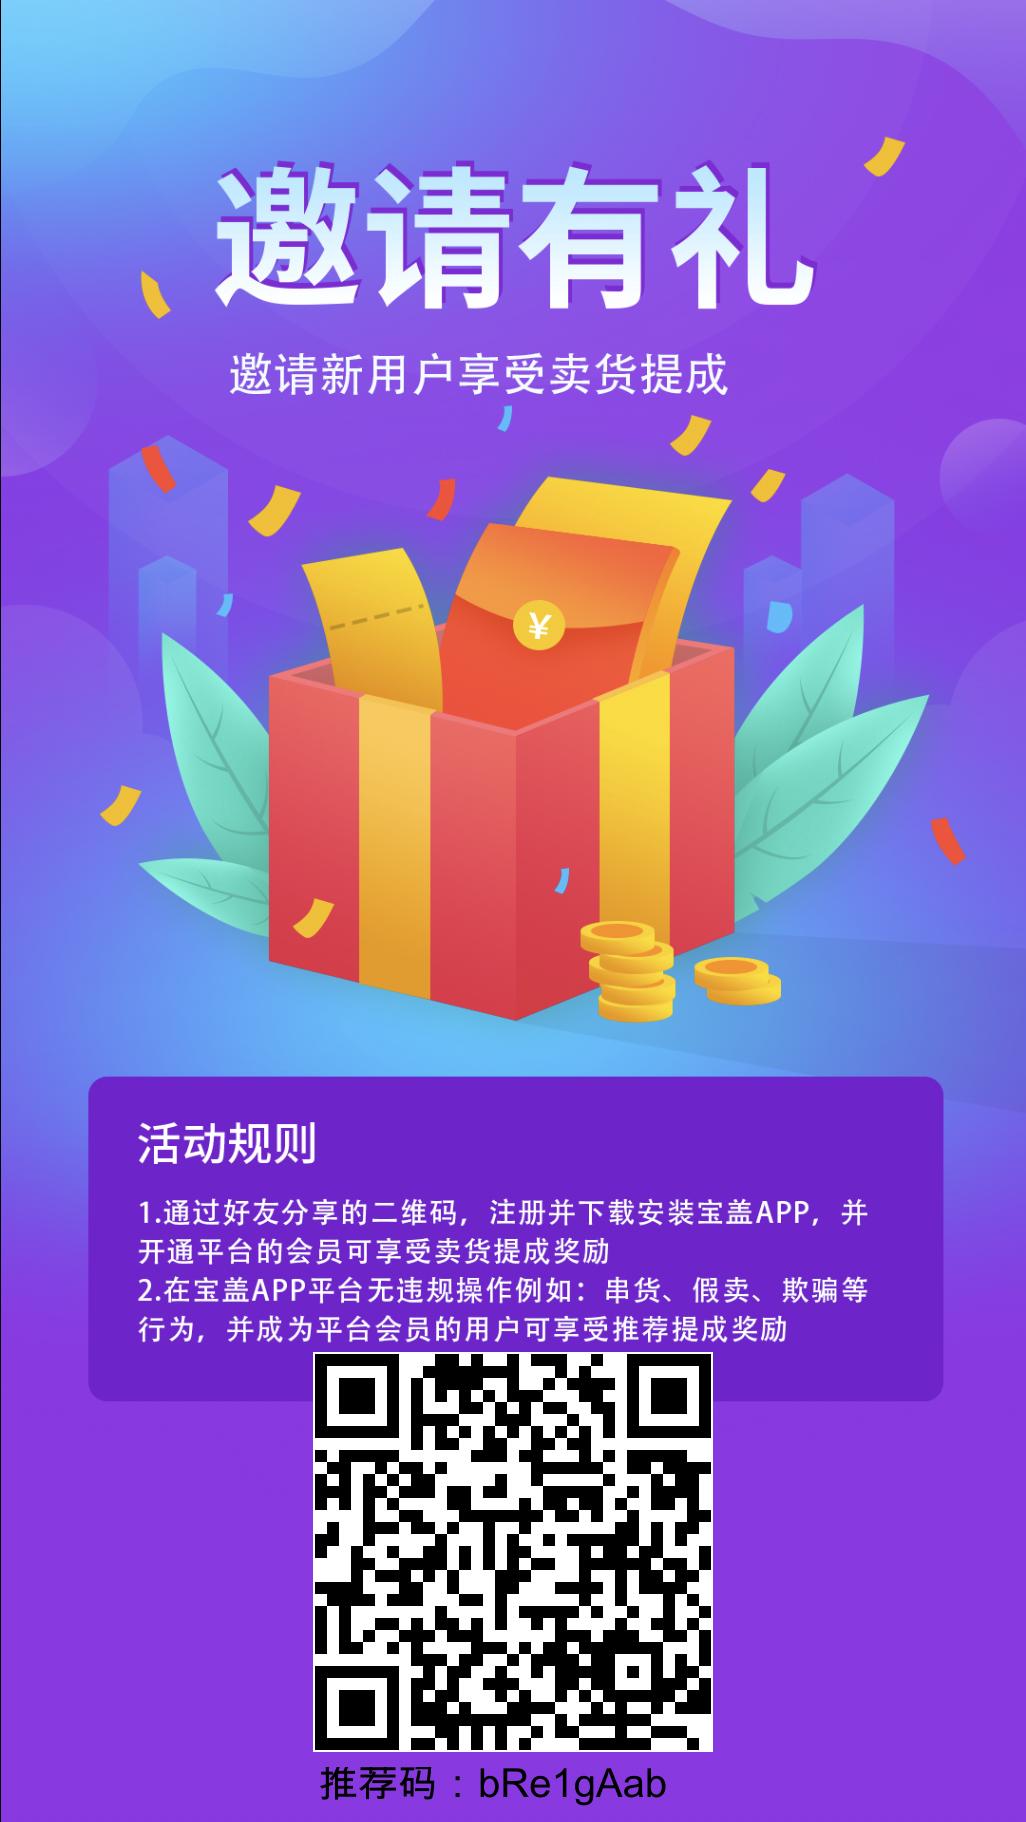 邀请有礼
邀请新用户享受卖货提成
¥
活动规则
1.通过好友分享的二维码，注册并下载安装宝盖APP，并
开通平台的会员可享受卖货提成奖励
2.在宝盖APP平台无违规操作例如：串货、假卖、欺骗等
行为，并成为平台会员的用户可享受推荐提成奖励
推荐码：bRe1gAab